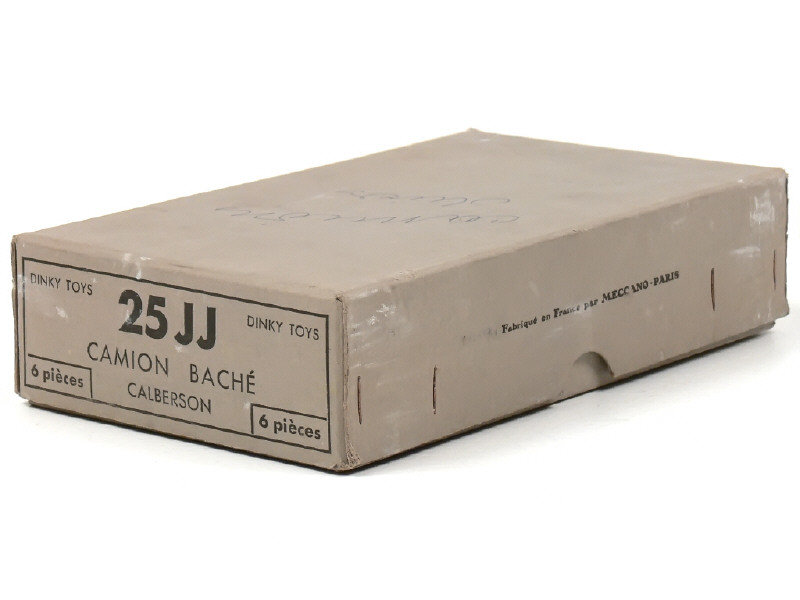 DINKY TOYS
25 JJ
DINKY TOYS
CAMION BACHÉ
CALBERSON
6 pièces
6 pièces
Fabriqué en France par MECCANO-PARIS